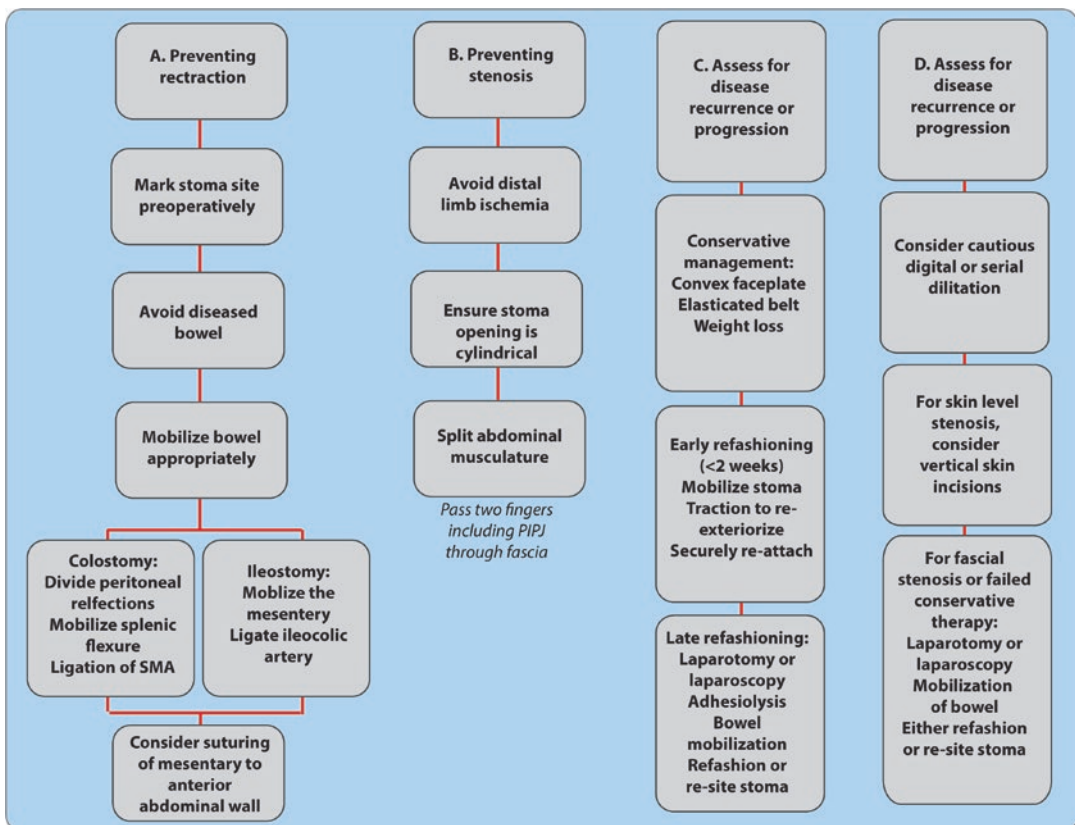 A. Preventing
rectraction
Mark stoma site
preoperatively
Avoid diseased
bowel
Mobilize bowel
appropriately
Colostomy:
Divide peritoneal
relfections
Mobilize splenic
flexure
Ligation of SMA
Ileostomy:
Moblize the
mesentery
Ligate ileocolic
artery
Consider suturing
of mesentary to
anterior
abdominal wall
B. Preventing
stenosis
Avoid distal
limb ischemia
Ensure stoma
opening is
cylindrical
Split abdominal
musculature
Pass two fingers
including PIPJ
through fascia
C. Assess for
disease
recurrence or
progression
Conservative
management:
Convex faceplate
Elasticated belt
Weight loss
Early refashioning
(<2 weeks)
Mobilize stoma
Traction to re-
exteriorize
Securely re-attach
Late refashioning:
Laparotomy or
laparoscopy
Adhesiolysis
Bowel
mobilization
Refashion or
re-site stoma
D. Assess for
disease
recurrence or
progression
Consider cautious
digital or serial
dilitation
For skin level
stenosis,
consider
vertical skin
incisions
For fascial
stenosis or failed
conservative
therapy:
Laparotomy or
laparoscopy
Mobilization
of bowel
Either refashion
or re-site stoma